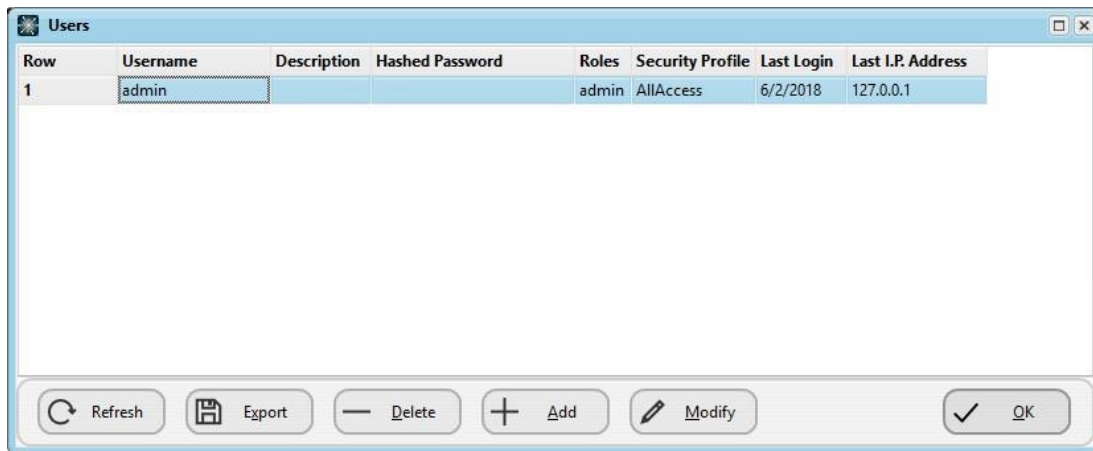 Users
Row Username Description Hashed Password Roles Security Profile Last Login Last I.P. Address
1 admin admin AllAccess 6/2/2018 127.0.0.1
Refresh Export Delete Add Modify OK